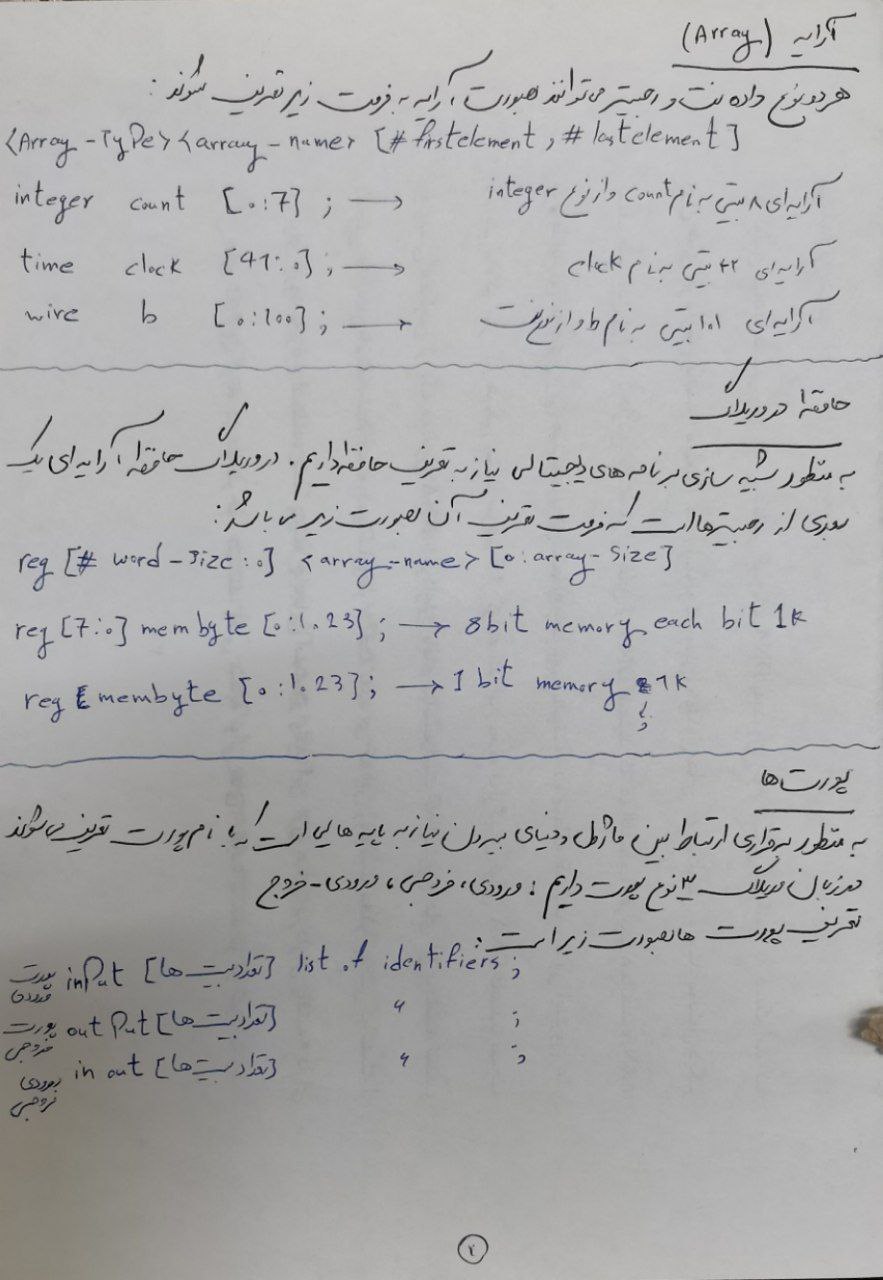 آرایه (Array)
هر دو نوع داده نت و رجیستر می‌توانند بصورت آرایه به فرمت زیر تعریف شوند:
<Array-Type> <array-name> [# firstelement, # lastelement]
integer count [0:7]; → آرایه‌ای ۸ بیتی به نام count و از نوع integer
time clock [41:0]; → آرایه‌ای ۴۲ بیتی به نام clock
wire b [0:100]; → آرایه‌ای ۱۰۱ بیتی به نام b و از نوع نت
حافظه در وریلاگ
به منظور شبیه سازی برنامه های دیجیتالی نیاز به تعریف حافظه داریم. در وریلاگ حافظه، آرایه ای یک
بعدی از رجیسترها است که فرمت تعریف آن بصورت زیر می باشد:
reg [# word-size:0] <array-name> [0:array-size]
reg [7:0] membyte [0:1023]; → 8bit memory each bit 1k
reg membyte [0:1023]; → 1 bit memory 1k
پورت ها
به منظور برقراری ارتباط بین ماژول و دنیای بیرون نیاز به پایه هایی است که با نام پورت تعریف می شوند
در زبان وریلاگ ۳ نوع پورت داریم: ورودی، خروجی، ورودی-خروجی
تعریف پورت ها بصورت زیر است:
پورت ورودی input [تعداد بیت ها] list of identifiers;
پورت خروجی out put [تعداد بیت ها] " ;
ورودی خروجی in out [تعداد بیت ها] " ;
۲